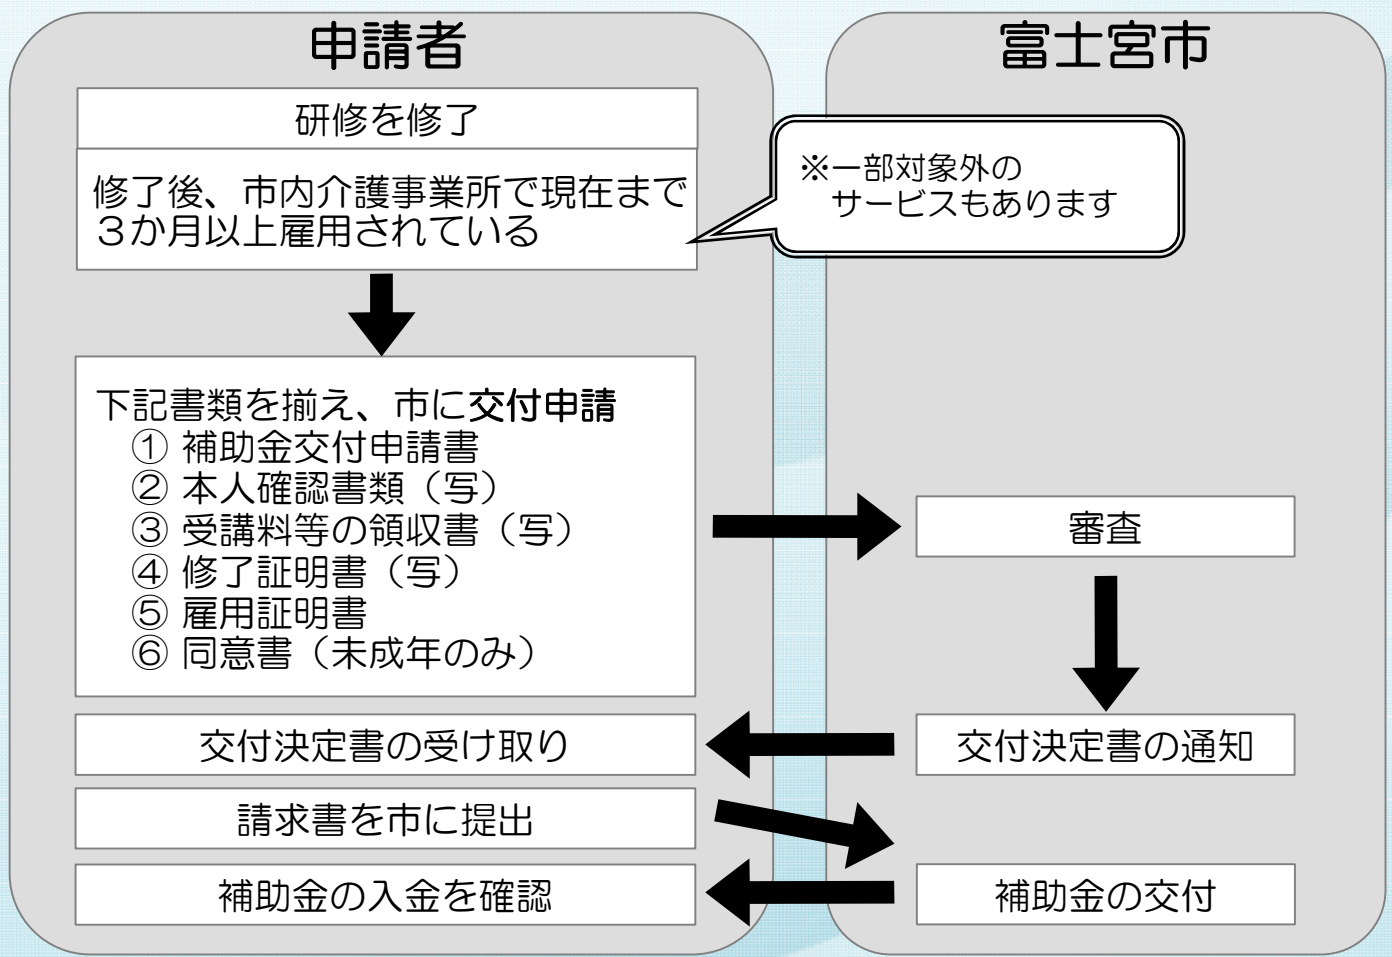 申請者
研修を修了
修了後、市内介護事業所で現在まで
３か月以上雇用されている
※一部対象外の
サービスもあります
下記書類を揃え、市に交付申請
① 補助金交付申請書
② 本人確認書類（写）
③ 受講料等の領収書（写）
④ 修了証明書（写）
⑤ 雇用証明書
⑥ 同意書（未成年のみ）
交付決定書の受け取り
請求書を市に提出
補助金の入金を確認
富士宮市
審査
交付決定書の通知
補助金の交付